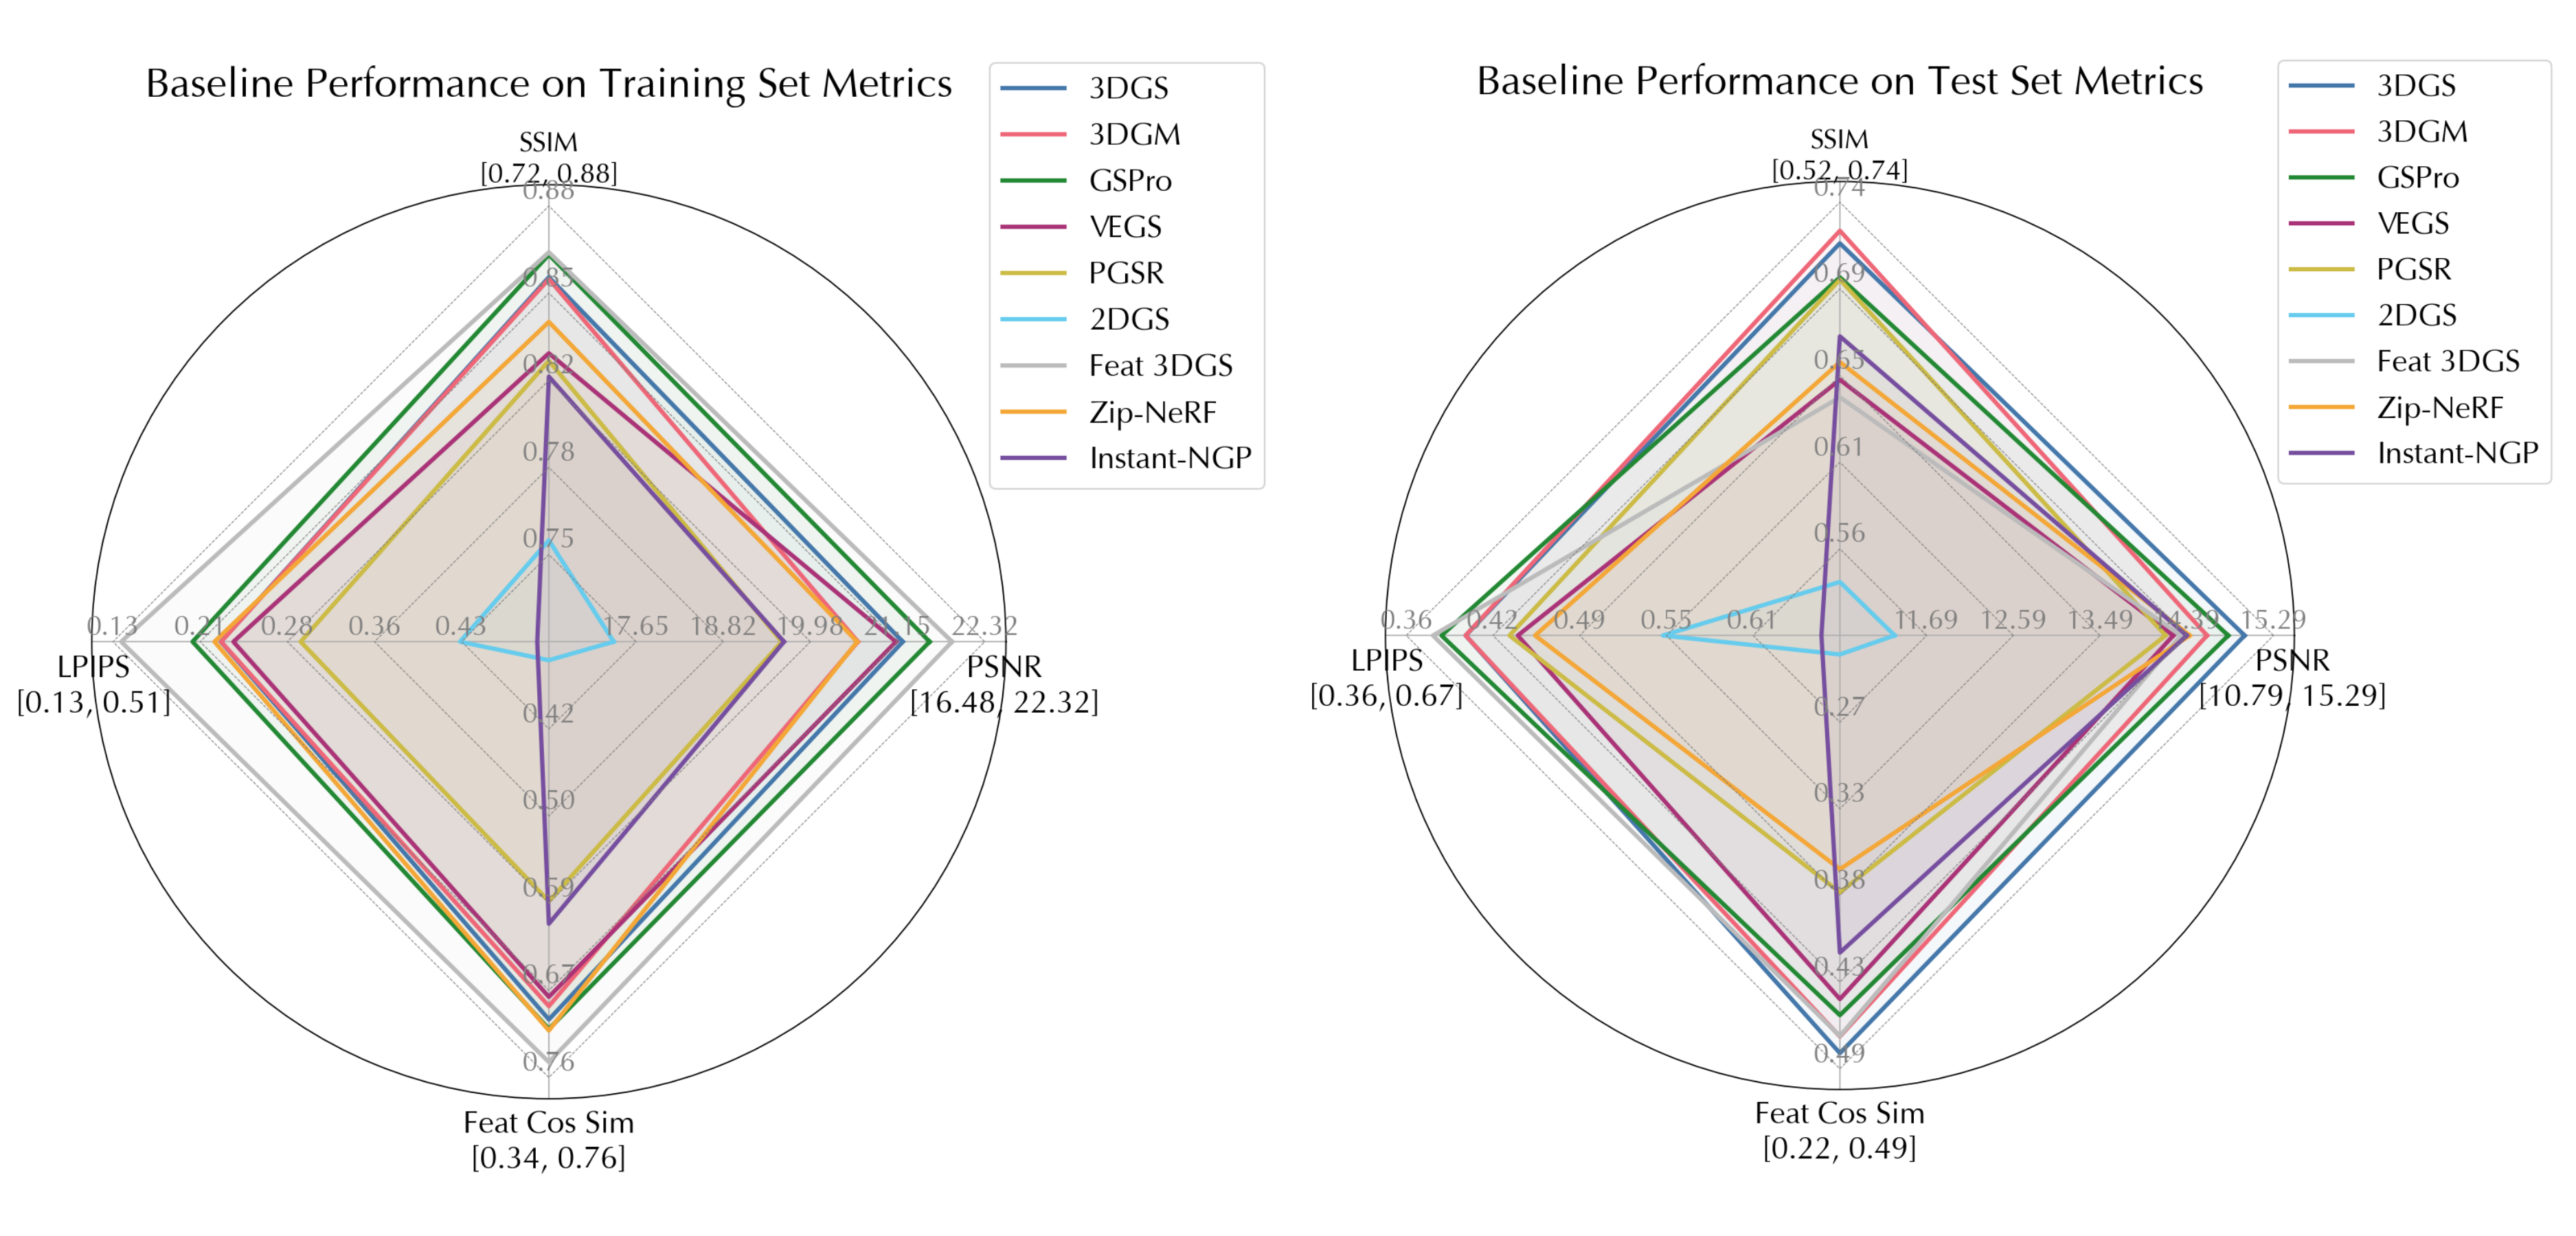 Baseline Performance on Training Set Metrics
3DGS
3DGM
GSPro
VEGS
PGSR
2DGS
Feat 3DGS
Zip-NeRF
Instant-NGP
SSIM
[0.72, 0.88]
0.88
0.85
0.82
0.78
0.75
0.13
0.21
0.28
0.36
0.43
17.65
18.82
19.98
21.15
22.32
LPIPS
[0.13, 0.51]
PSNR
[16.48, 22.32]
0.42
0.50
0.59
0.67
0.76
Feat Cos Sim
[0.34, 0.76]
Baseline Performance on Test Set Metrics
3DGS
3DGM
GSPro
VEGS
PGSR
2DGS
Feat 3DGS
Zip-NeRF
Instant-NGP
SSIM
[0.52, 0.74]
0.74
0.69
0.65
0.61
0.56
0.36
0.42
0.49
0.55
0.61
11.69
12.59
13.49
14.39
15.29
LPIPS
[0.36, 0.67]
PSNR
[10.79, 15.29]
0.27
0.33
0.38
0.43
0.49
Feat Cos Sim
[0.22, 0.49]